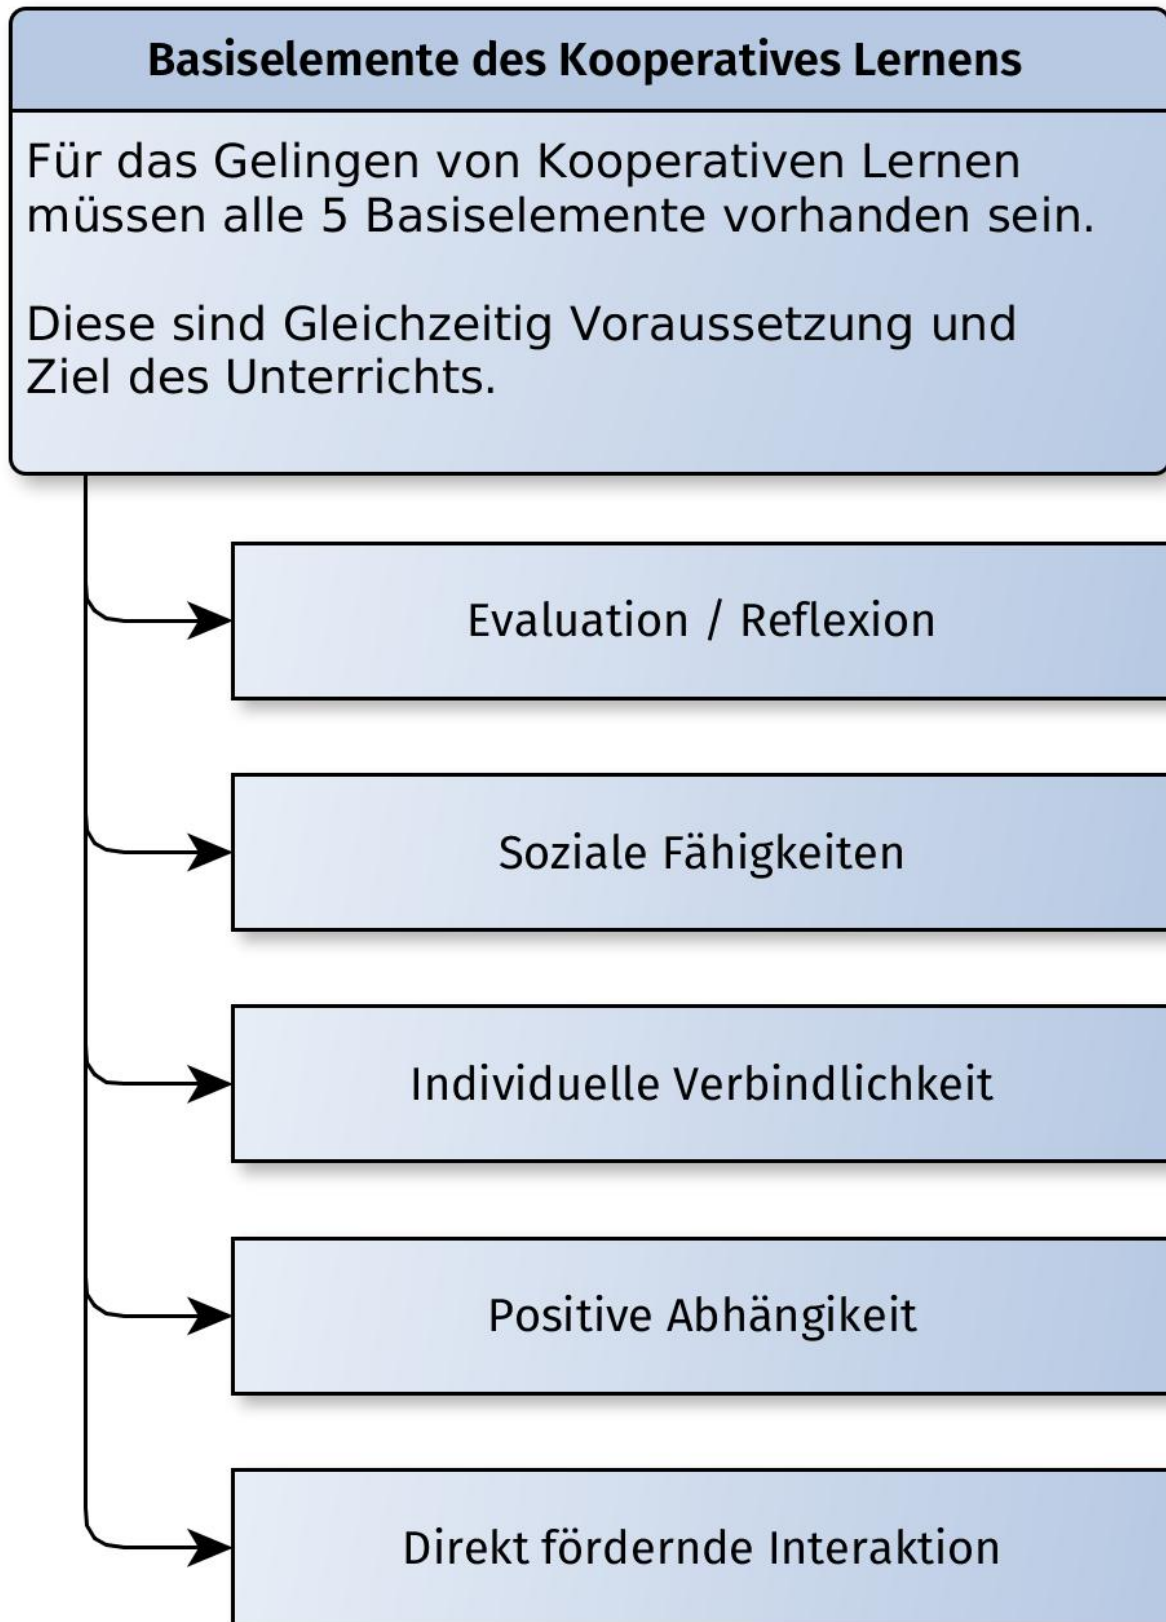 Basiselemente des Kooperatives Lernens
Für das Gelingen von Kooperativen Lernen
müssen alle 5 Basiselemente vorhanden sein.
Diese sind Gleichzeitig Voraussetzung und
Ziel des Unterrichts.
Evaluation / Reflexion
Soziale Fähigkeiten
Individuelle Verbindlichkeit
Positive Abhängikeit
Direkt fördernde Interaktion